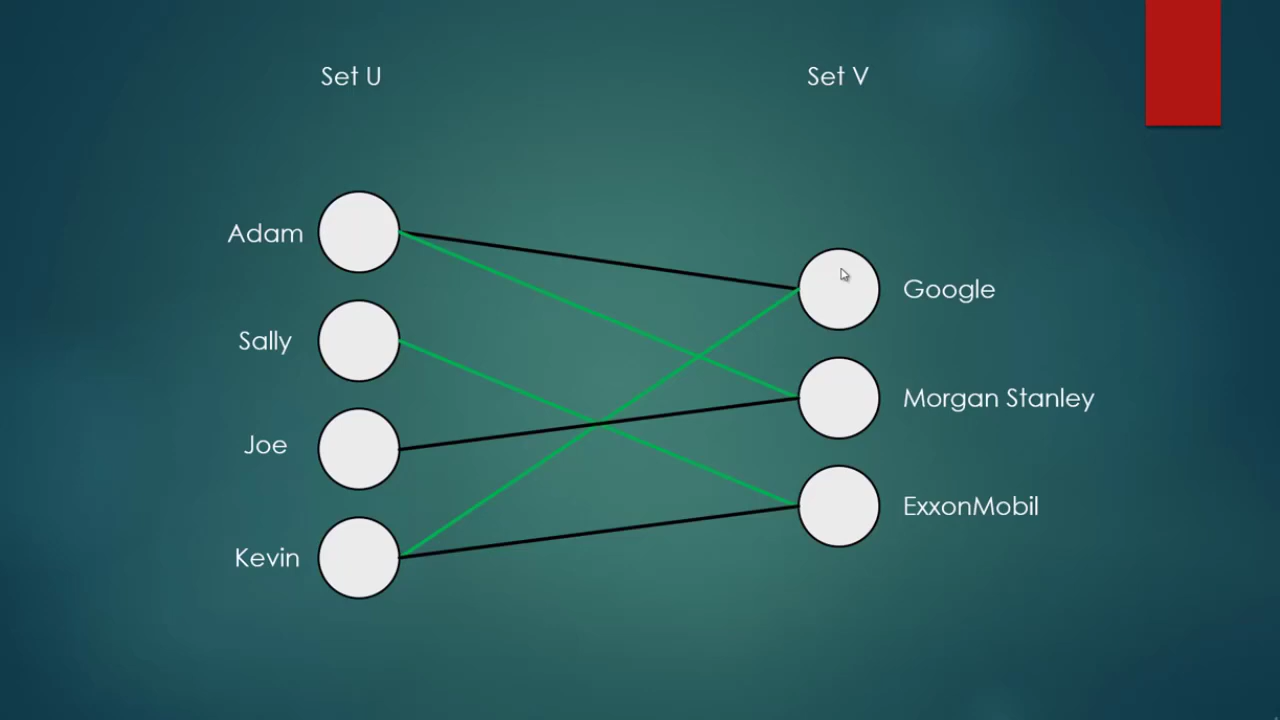 Set U
Set V
Adam
Google
Sally
Morgan Stanley
Joe
ExxonMobil
Kevin